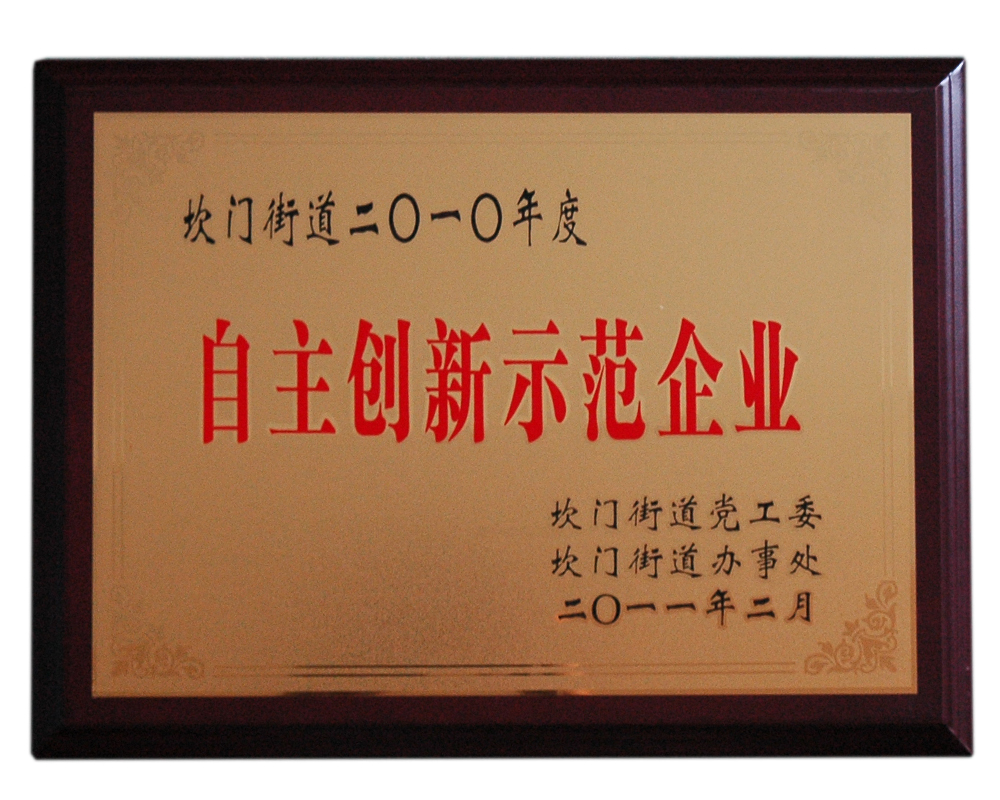 坎门街道二〇一〇年度
自主创新示范企业
坎门街道党工委
坎门街道办事处
二〇一一年二月